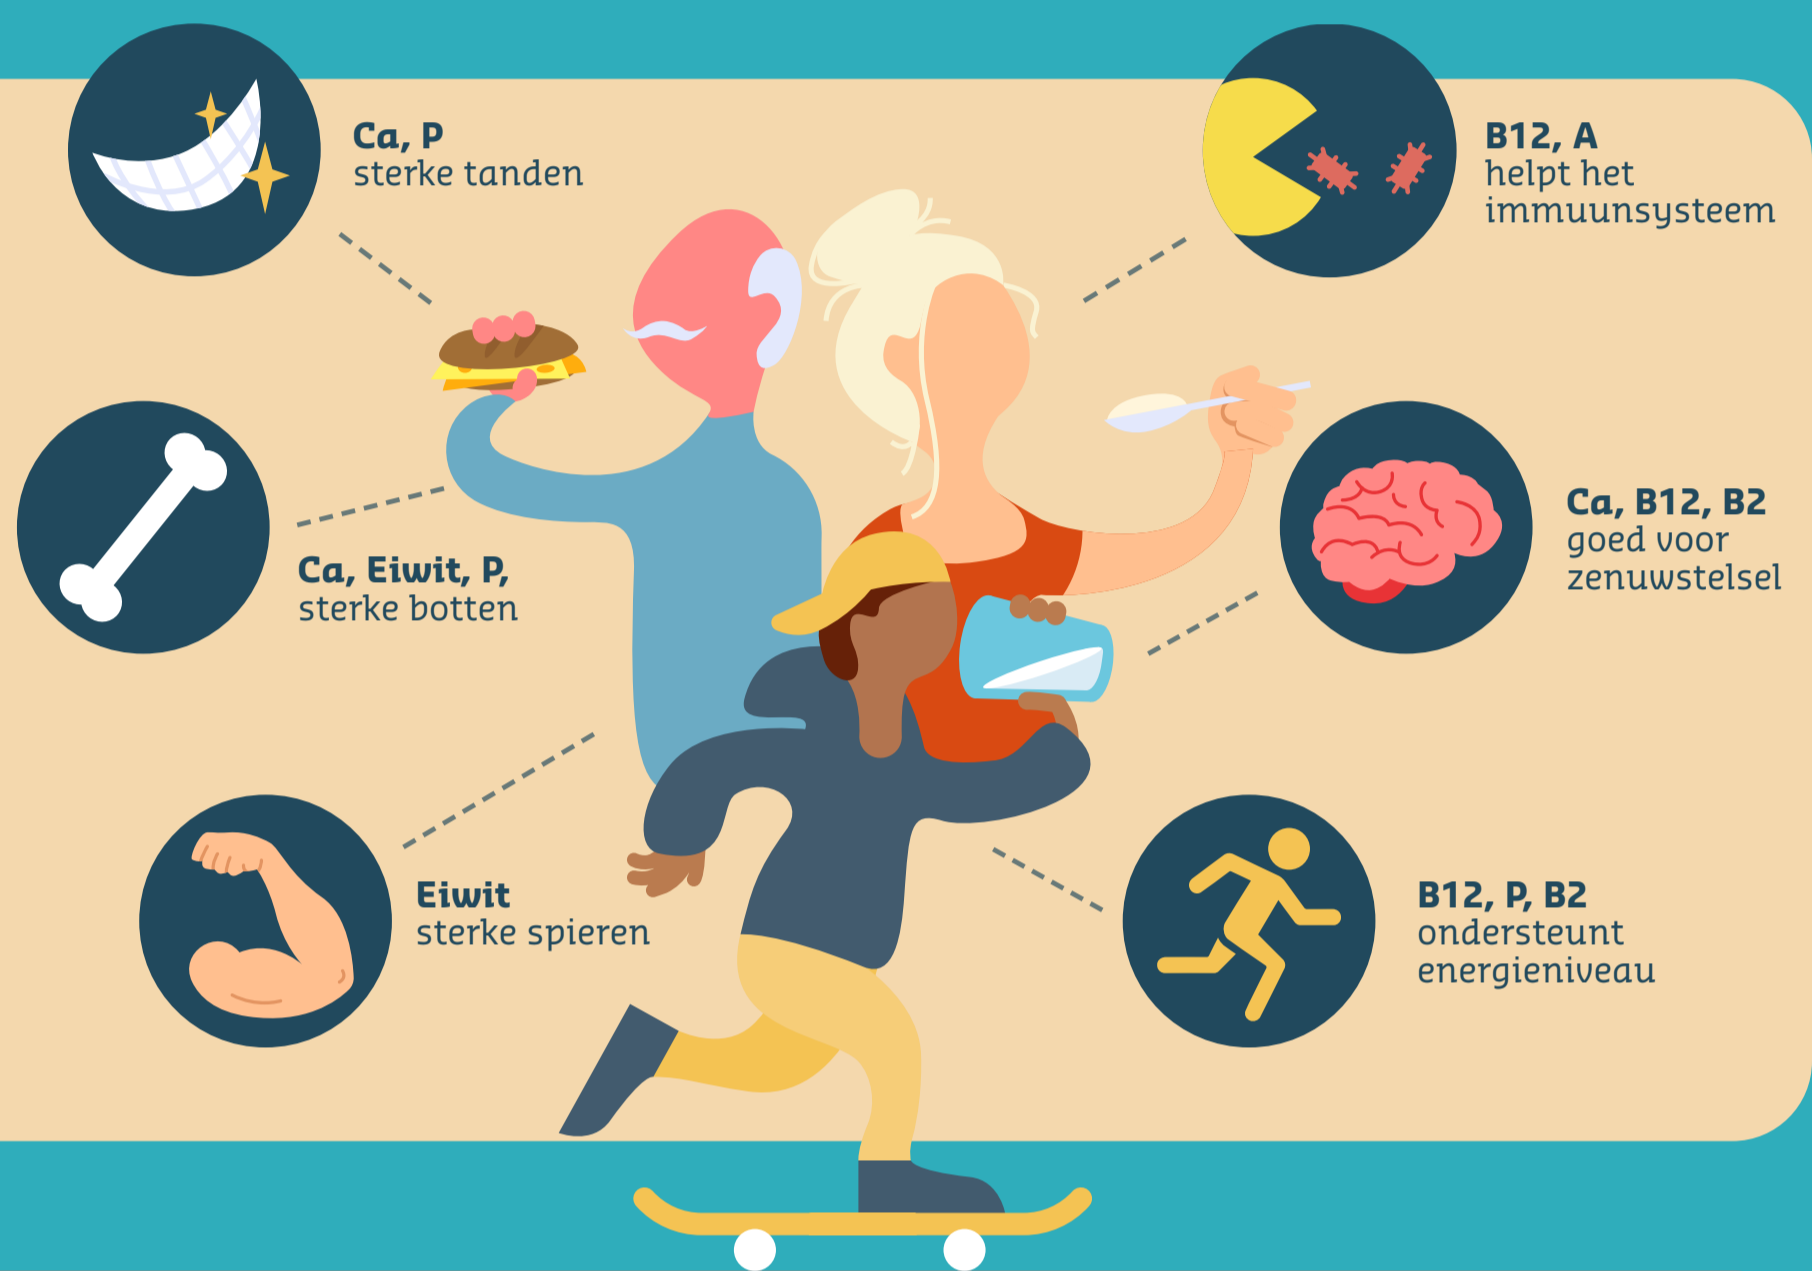 Ca, P
sterke tanden
B12, A
helpt het
immuunsysteem
Ca, Eiwit, P,
sterke botten
Ca, B12, B2
goed voor
zenuwstelsel
Eiwit
sterke spieren
B12, P, B2
ondersteunt
energieniveau